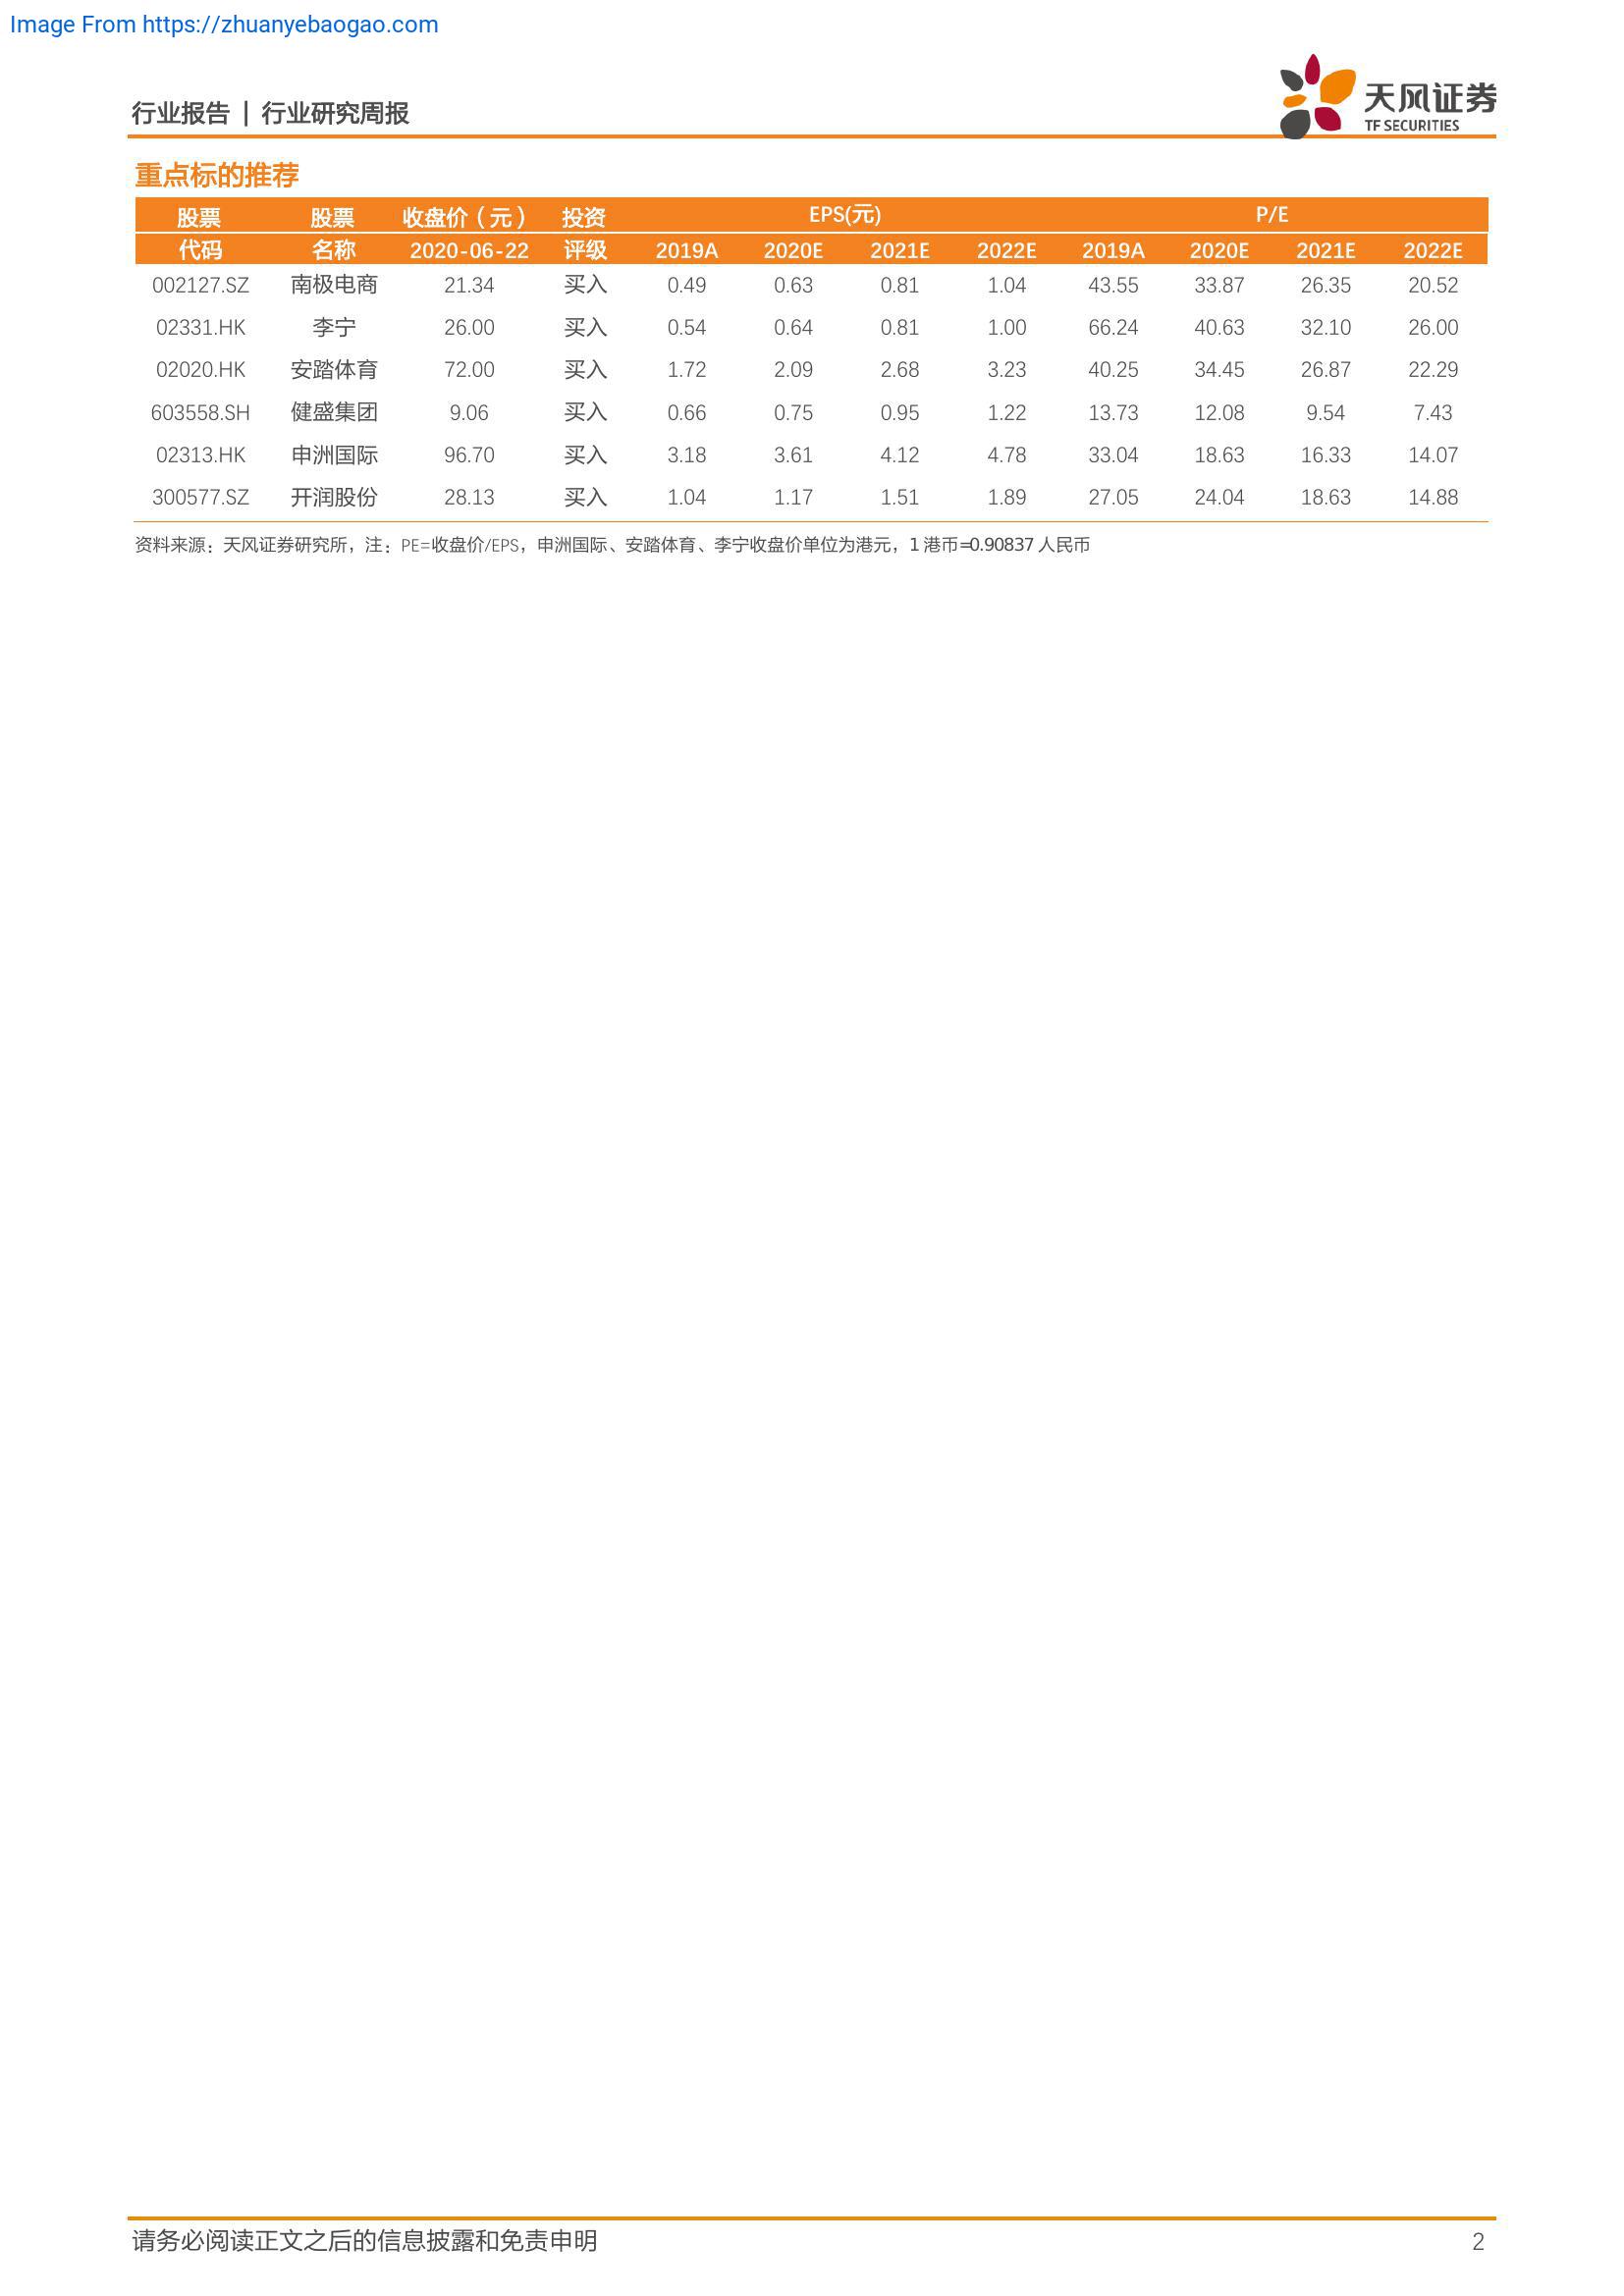 Image From https://zhuanyebaogao.com
行业报告 | 行业研究周报
天风证券
TF SECURITIES
重点标的推荐
股票 股票 收盘价（元） 投资 EPS(元) P/E
代码 名称 2020-06-22 评级 2019A 2020E 2021E 2022E 2019A 2020E 2021E 2022E
002127.SZ 南极电商 21.34 买入 0.49 0.63 0.81 1.04 43.55 33.87 26.35 20.52
02331.HK 李宁 26.00 买入 0.54 0.64 0.81 1.00 66.24 40.63 32.10 26.00
02020.HK 安踏体育 72.00 买入 1.72 2.09 2.68 3.23 40.25 34.45 26.87 22.29
603558.SH 健盛集团 9.06 买入 0.66 0.75 0.95 1.22 13.73 12.08 9.54 7.43
02313.HK 申洲国际 96.70 买入 3.18 3.61 4.12 4.78 33.04 18.63 16.33 14.07
300577.SZ 开润股份 28.13 买入 1.04 1.17 1.51 1.89 27.05 24.04 18.63 14.88
资料来源：天风证券研究所，注：PE=收盘价/EPS，申洲国际、安踏体育、李宁收盘价单位为港元，1 港币=0.90837 人民币
请务必阅读正文之后的信息披露和免责申明 2